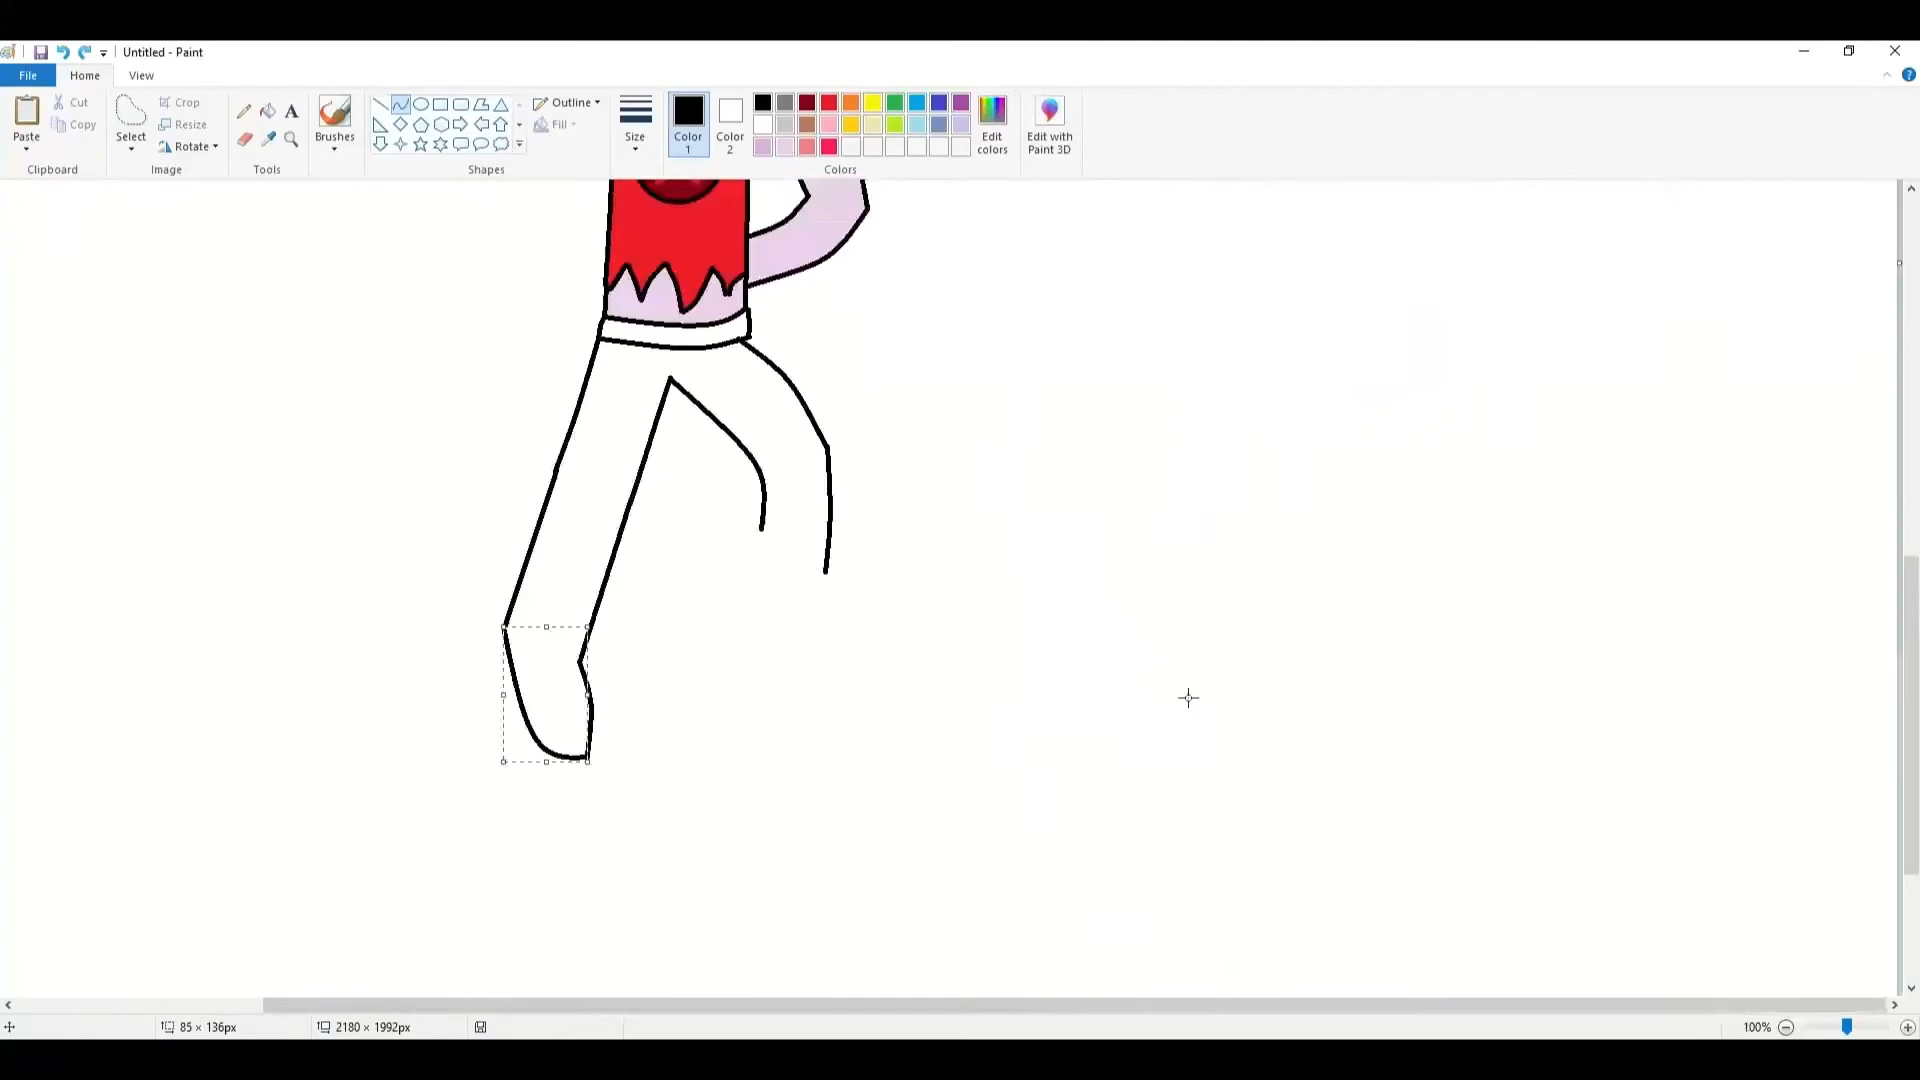 Untitled - Paint
File Home View
Paste
Cut
Copy
Clipboard
Select
Crop
Resize
Rotate
Image
A
Tools
Brushes
Shapes
Outline
Fill
Size
Color 1
Color 2
Edit colors
Colors
Edit with Paint 3D
85 × 136px
2180 × 1992px
100%